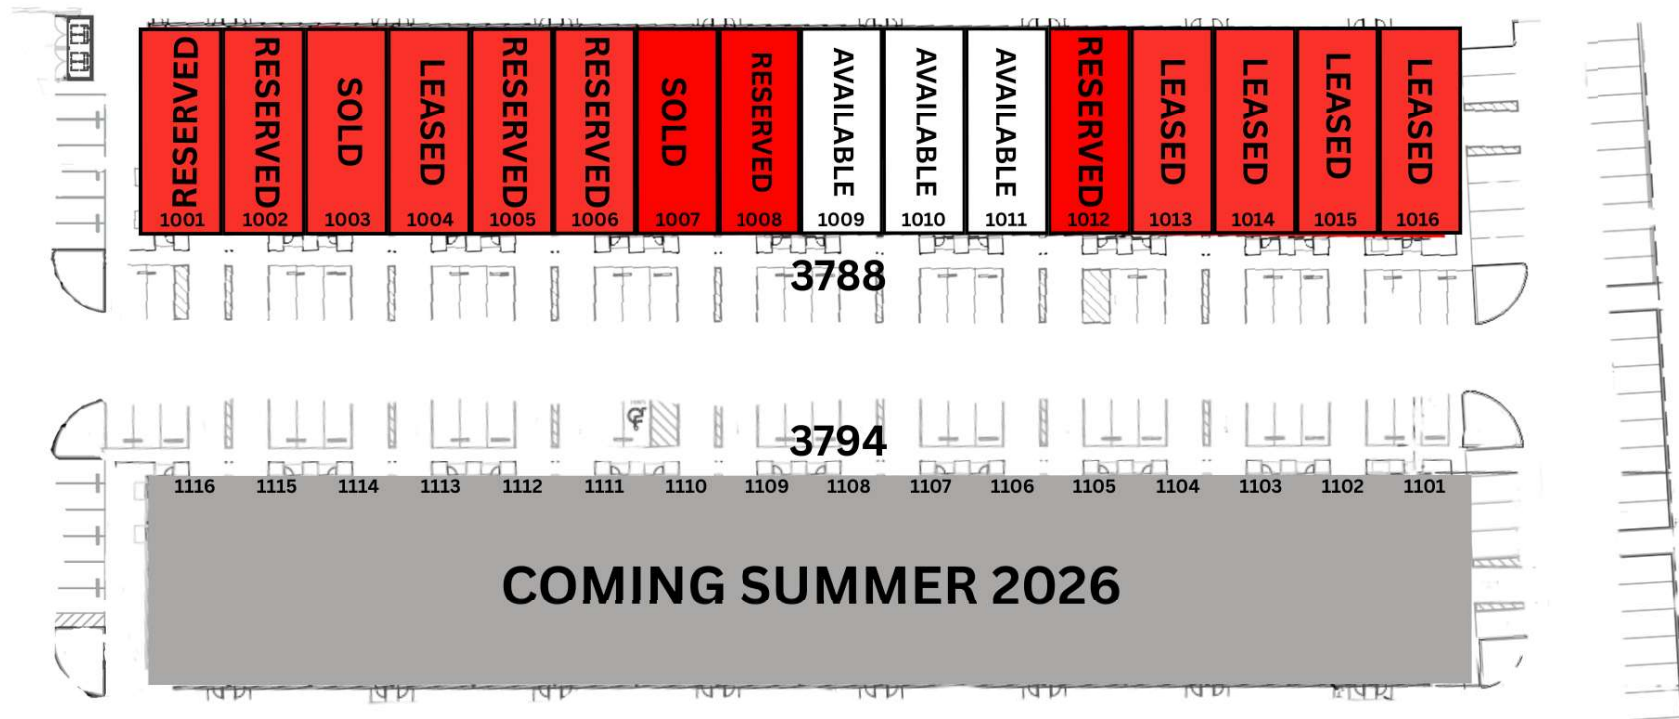 RESERVED
RESERVED
SOLD
LEASED
RESERVED
RESERVED
SOLD
RESERVED
AVAILABLE
AVAILABLE
AVAILABLE
RESERVED
LEASED
LEASED
LEASED
LEASED
1001 1002 1003 1004 1005 1006 1007 1008 1009 1010 1011 1012 1013 1014 1015 1016
3788
3794
1116 1115 1114 1113 1112 1111 1110 1109 1108 1107 1106 1105 1104 1103 1102 1101
COMING SUMMER 2026